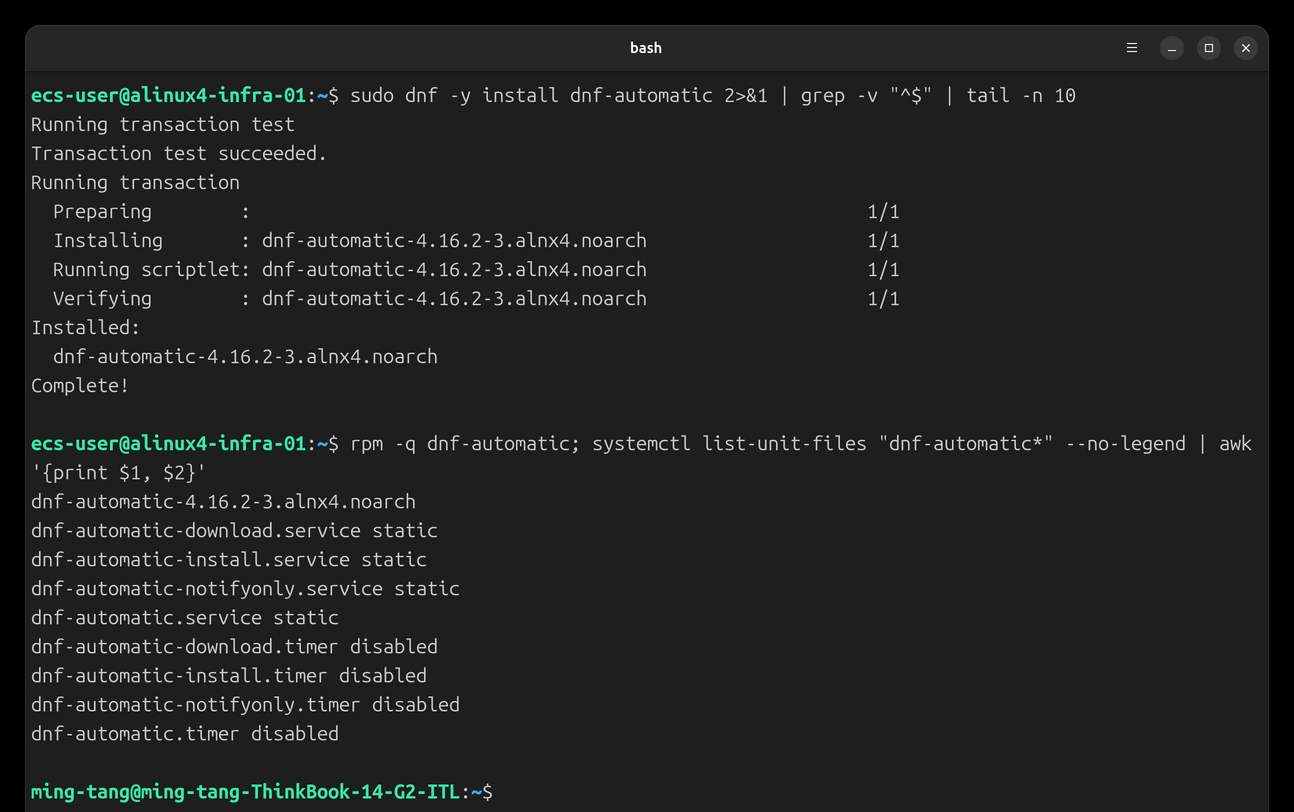 bash
ecs-user@alinux4-infra-01:~$ sudo dnf -y install dnf-automatic 2>&1 | grep -v "^$" | tail -n 10
Running transaction test
Transaction test succeeded.
Running transaction
  Preparing        :                                                        1/1
  Installing       : dnf-automatic-4.16.2-3.alnx4.noarch                    1/1
  Running scriptlet: dnf-automatic-4.16.2-3.alnx4.noarch                    1/1
  Verifying        : dnf-automatic-4.16.2-3.alnx4.noarch                    1/1
Installed:
  dnf-automatic-4.16.2-3.alnx4.noarch
Complete!
ecs-user@alinux4-infra-01:~$ rpm -q dnf-automatic; systemctl list-unit-files "dnf-automatic*" --no-legend | awk
'{print $1, $2}'
dnf-automatic-4.16.2-3.alnx4.noarch
dnf-automatic-download.service static
dnf-automatic-install.service static
dnf-automatic-notifyonly.service static
dnf-automatic.service static
dnf-automatic-download.timer disabled
dnf-automatic-install.timer disabled
dnf-automatic-notifyonly.timer disabled
dnf-automatic.timer disabled
ming-tang@ming-tang-ThinkBook-14-G2-ITL:~$